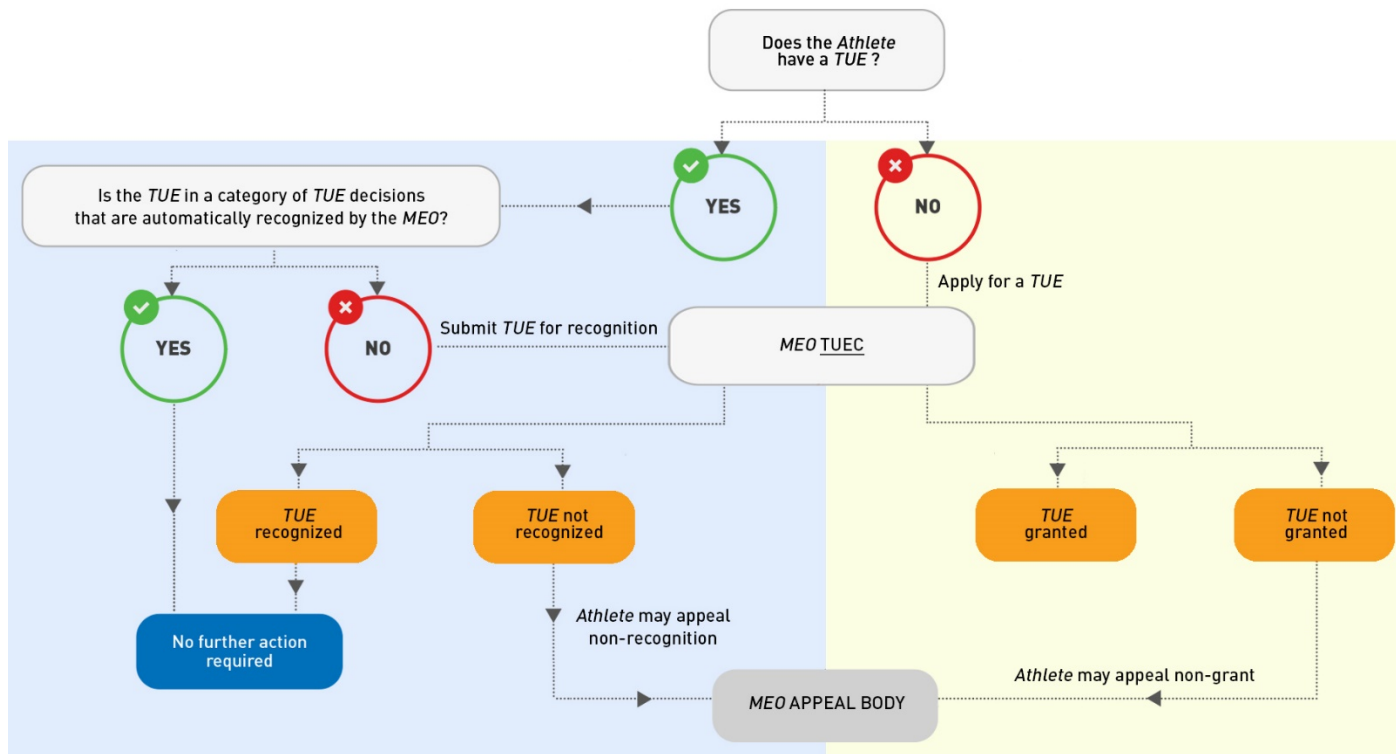 Does the Athlete
have a TUE ?
Is the TUE in a category of TUE decisions
that are automatically recognized by the MEO?
YES
NO
Apply for a TUE
YES
NO
Submit TUE for recognition
MEO TUEC
TUE
recognized
TUE not
recognized
TUE
granted
TUE not
granted
No further action
required
Athlete may appeal
non-recognition
Athlete may appeal non-grant
MEO APPEAL BODY